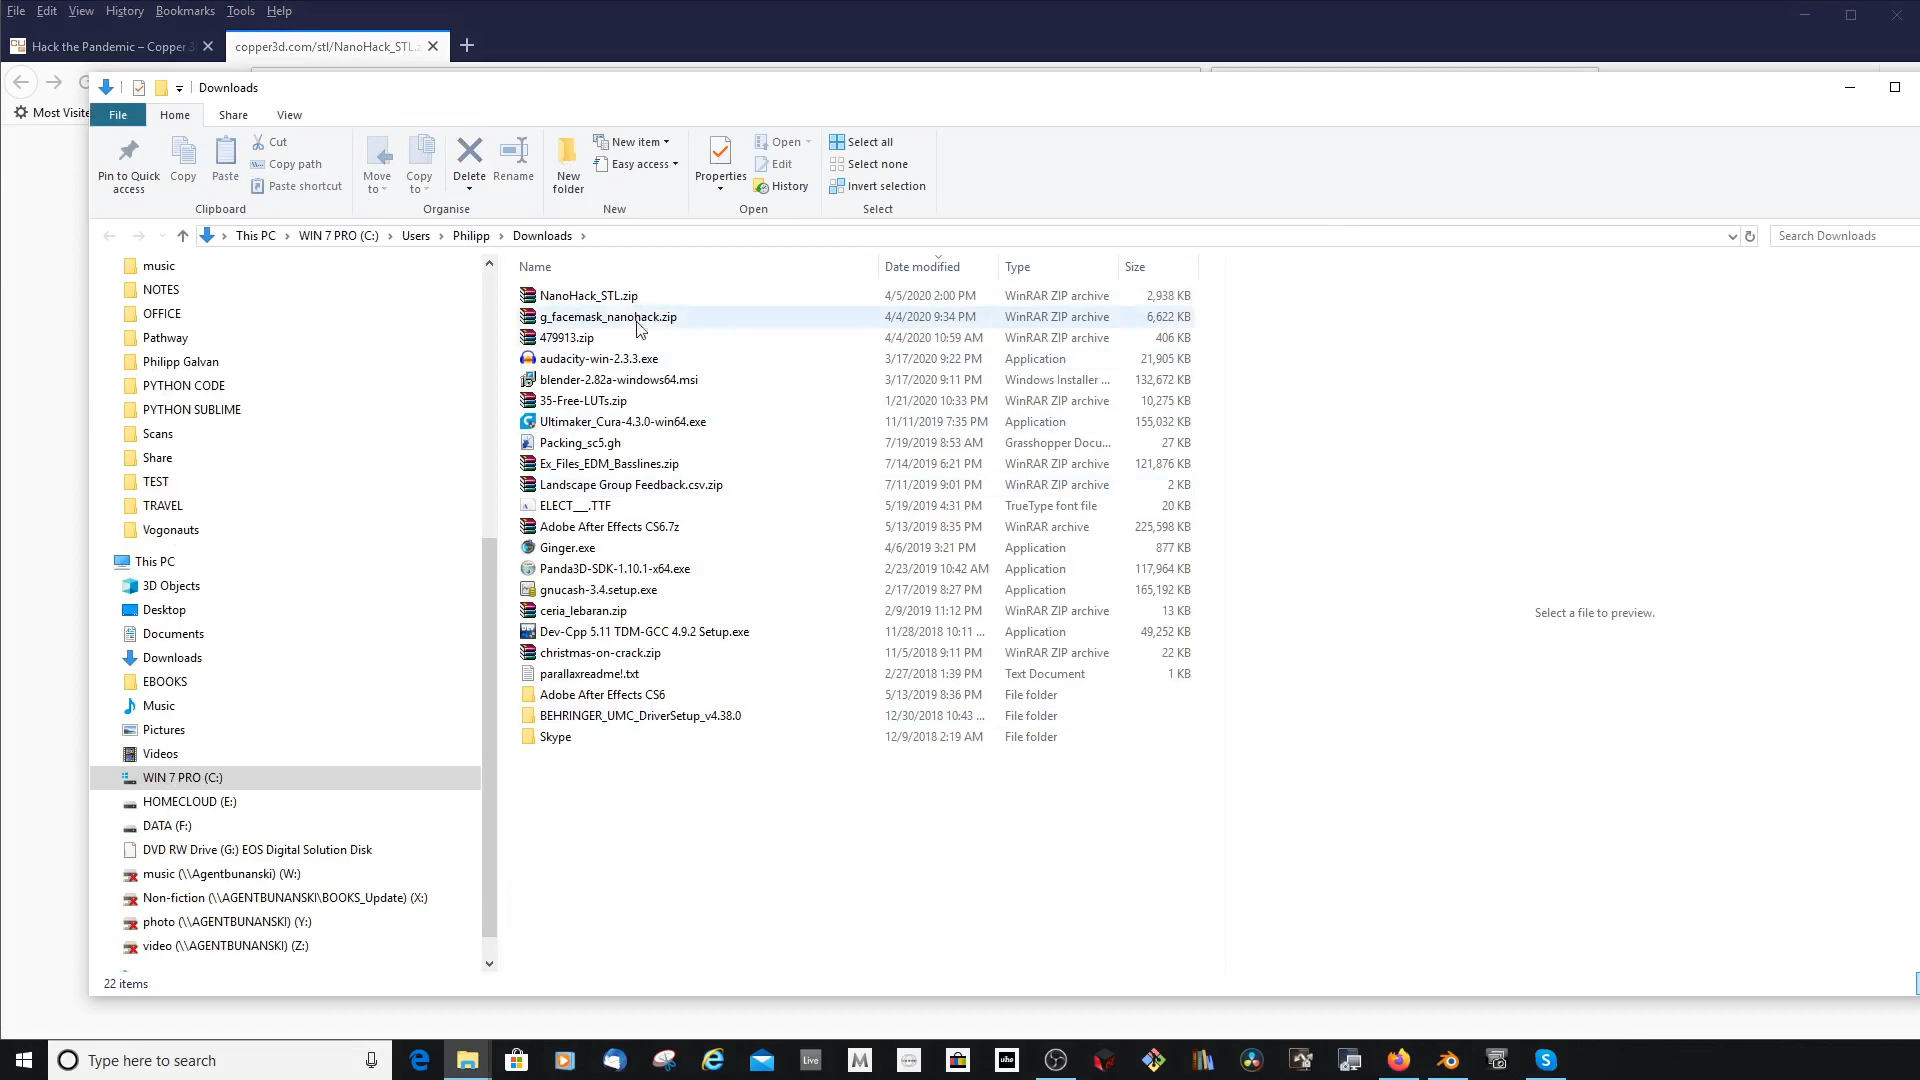 File Edit View History Bookmarks Tools Help
Hack the Pandemic – Copper 3
copper3d.com/stl/NanoHack_STL.z
Most Visite
Downloads
File Home Share View
Pin to Quick access
Copy
Paste
Cut
Copy path
Paste shortcut
Clipboard
Move to
Copy to
Delete
Rename
Organise
New folder
New item
Easy access
New
Properties
Open
Edit
History
Open
Select all
Select none
Invert selection
Select
This PC WIN 7 PRO (C:) Users Philipp Downloads
Search Downloads
music
NOTES
OFFICE
Pathway
Philipp Galvan
PYTHON CODE
PYTHON SUBLIME
Scans
Share
TEST
TRAVEL
Vogonauts
This PC
3D Objects
Desktop
Documents
Downloads
EBOOKS
Music
Pictures
Videos
WIN 7 PRO (C:)
HOMECLOUD (E:)
DATA (F:)
DVD RW Drive (G:) EOS Digital Solution Disk
music (\\Agentbunanski) (W:)
Non-fiction (\\AGENTBUNANSKI\BOOKS_Update) (X:)
photo (\\AGENTBUNANSKI) (Y:)
video (\\AGENTBUNANSKI) (Z:)
Name Date modified Type Size
NanoHack_STL.zip 4/5/2020 2:00 PM WinRAR ZIP archive 2,938 KB
g_facemask_nanohack.zip 4/4/2020 9:34 PM WinRAR ZIP archive 6,622 KB
479913.zip 4/4/2020 10:59 AM WinRAR ZIP archive 406 KB
audacity-win-2.3.3.exe 3/17/2020 9:22 PM Application 21,905 KB
blender-2.82a-windows64.msi 3/17/2020 9:11 PM Windows Installer ... 132,672 KB
35-Free-LUTs.zip 1/21/2020 10:33 PM WinRAR ZIP archive 10,275 KB
Ultimaker_Cura-4.3.0-win64.exe 11/11/2019 7:35 PM Application 155,032 KB
Packing_sc5.gh 7/19/2019 8:53 AM Grasshopper Docu... 27 KB
Ex_Files_EDM_Basslines.zip 7/14/2019 6:21 PM WinRAR ZIP archive 121,876 KB
Landscape Group Feedback.csv.zip 7/11/2019 9:01 PM WinRAR ZIP archive 2 KB
ELECT___.TTF 5/19/2019 4:31 PM TrueType font file 20 KB
Adobe After Effects CS6.7z 5/13/2019 8:35 PM WinRAR archive 225,598 KB
Ginger.exe 4/6/2019 3:21 PM Application 877 KB
Panda3D-SDK-1.10.1-x64.exe 2/23/2019 10:42 AM Application 117,964 KB
gnucash-3.4.setup.exe 2/17/2019 8:27 PM Application 165,192 KB
ceria_lebaran.zip 2/9/2019 11:12 PM WinRAR ZIP archive 13 KB
Dev-Cpp 5.11 TDM-GCC 4.9.2 Setup.exe 11/28/2018 10:11 ... Application 49,252 KB
christmas-on-crack.zip 11/5/2018 9:11 PM WinRAR ZIP archive 22 KB
parallaxreadme!.txt 2/27/2018 1:39 PM Text Document 1 KB
Adobe After Effects CS6 5/13/2019 8:36 PM File folder
BEHRINGER_UMC_DriverSetup_v4.38.0 12/30/2018 10:43 ... File folder
Skype 12/9/2018 2:19 AM File folder
Select a file to preview.
22 items
Type here to search
Live
M
uhe